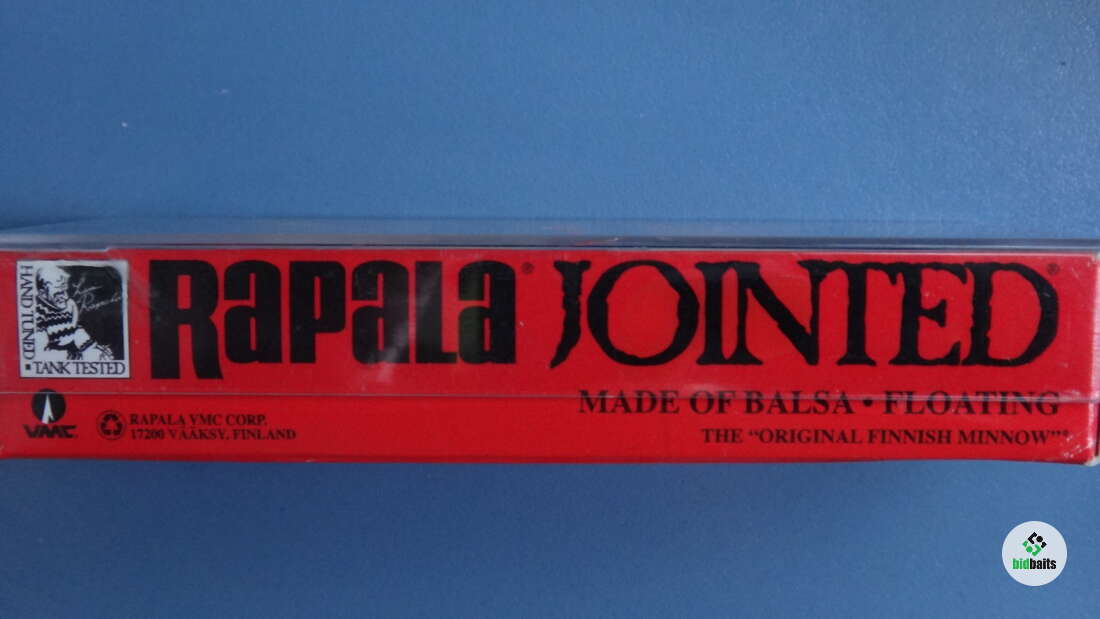 HAND TUNED
▪ TANK TESTED
Rapala® JOINTED®
MADE OF BALSA • FLOATING
THE “ORIGINAL FINNISH MINNOW”
VMC
RAPALA VMC CORP.
17200 VÄÄKSY, FINLAND
bidbaits